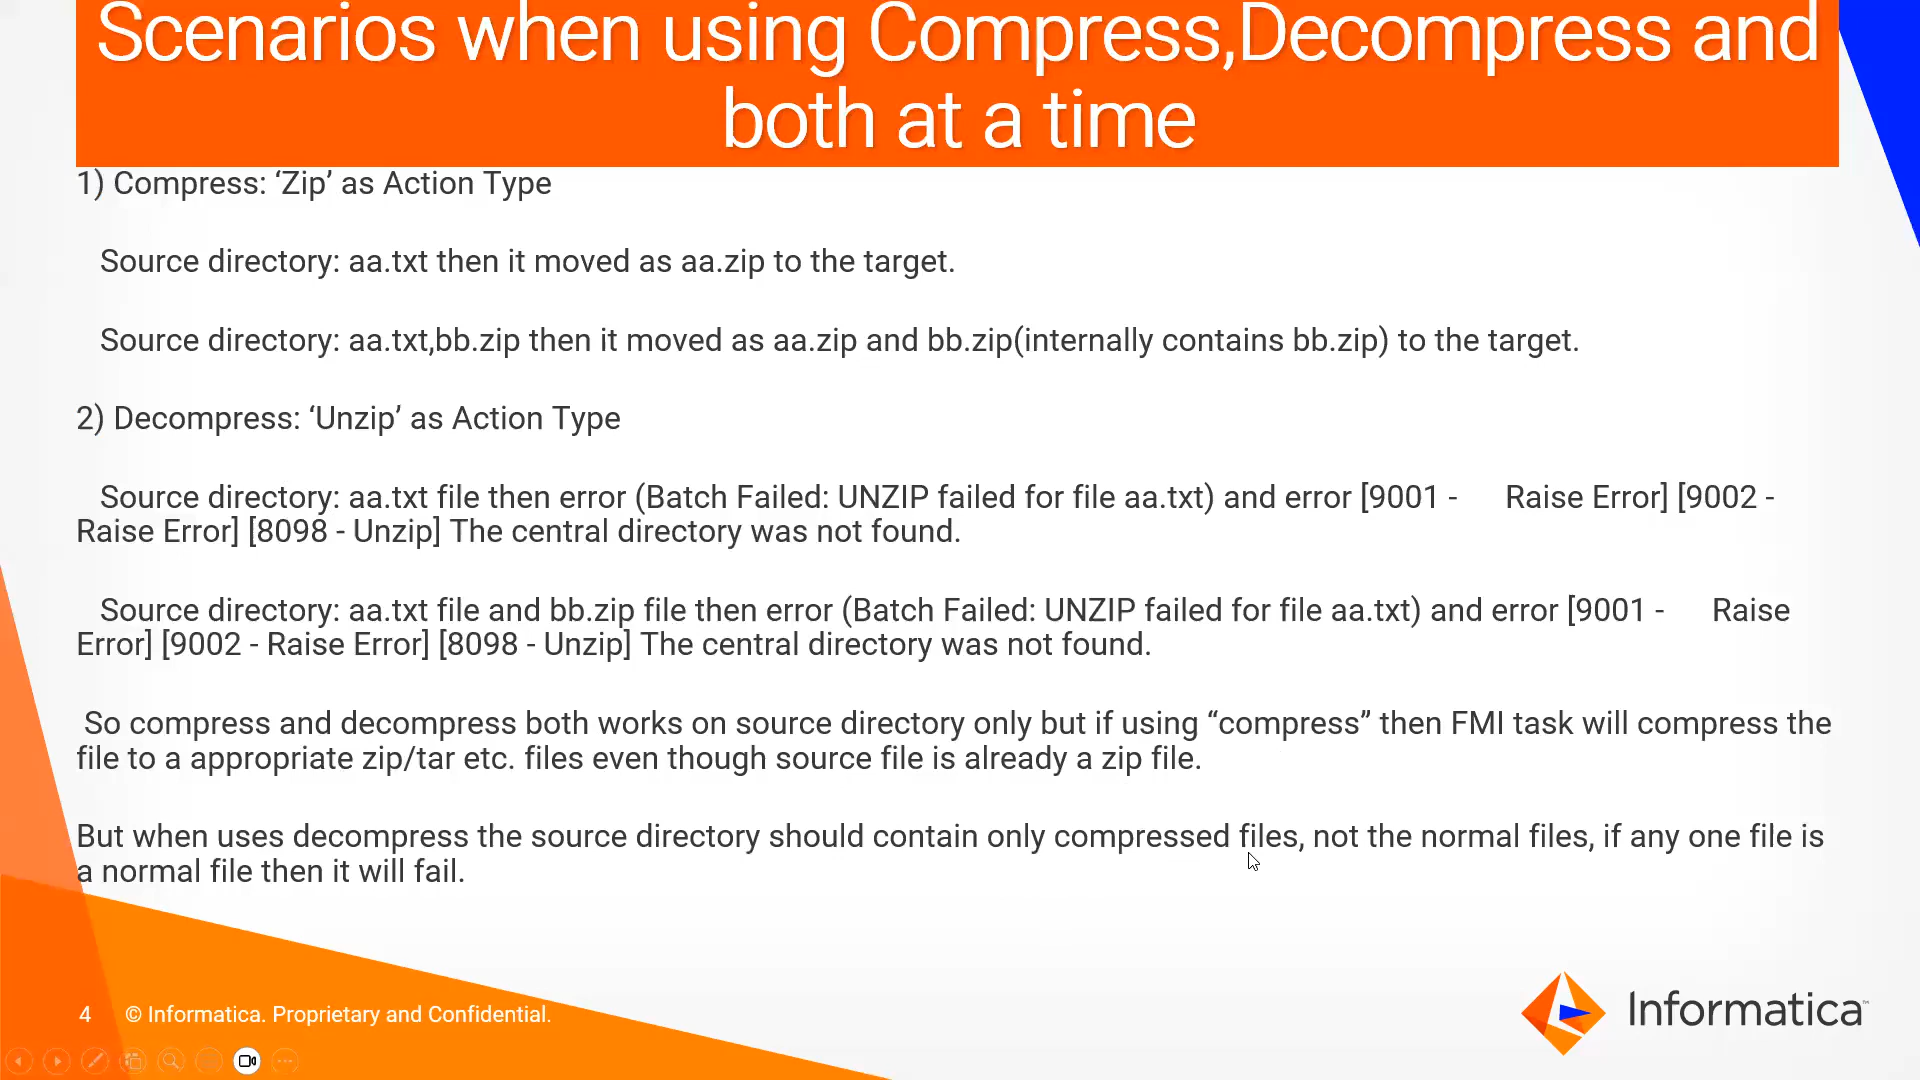 Scenarios when using Compress,Decompress and
both at a time
1) Compress: ‘Zip’ as Action Type
Source directory: aa.txt then it moved as aa.zip to the target.
Source directory: aa.txt,bb.zip then it moved as aa.zip and bb.zip(internally contains bb.zip) to the target.
2) Decompress: ‘Unzip’ as Action Type
Source directory: aa.txt file then error (Batch Failed: UNZIP failed for file aa.txt) and error [9001 - Raise Error] [9002 -
Raise Error] [8098 - Unzip] The central directory was not found.
Source directory: aa.txt file and bb.zip file then error (Batch Failed: UNZIP failed for file aa.txt) and error [9001 - Raise
Error] [9002 - Raise Error] [8098 - Unzip] The central directory was not found.
So compress and decompress both works on source directory only but if using “compress” then FMI task will compress the
file to a appropriate zip/tar etc. files even though source file is already a zip file.
But when uses decompress the source directory should contain only compressed files, not the normal files, if any one file is
a normal file then it will fail.
4 © Informatica. Proprietary and Confidential.
Informatica™